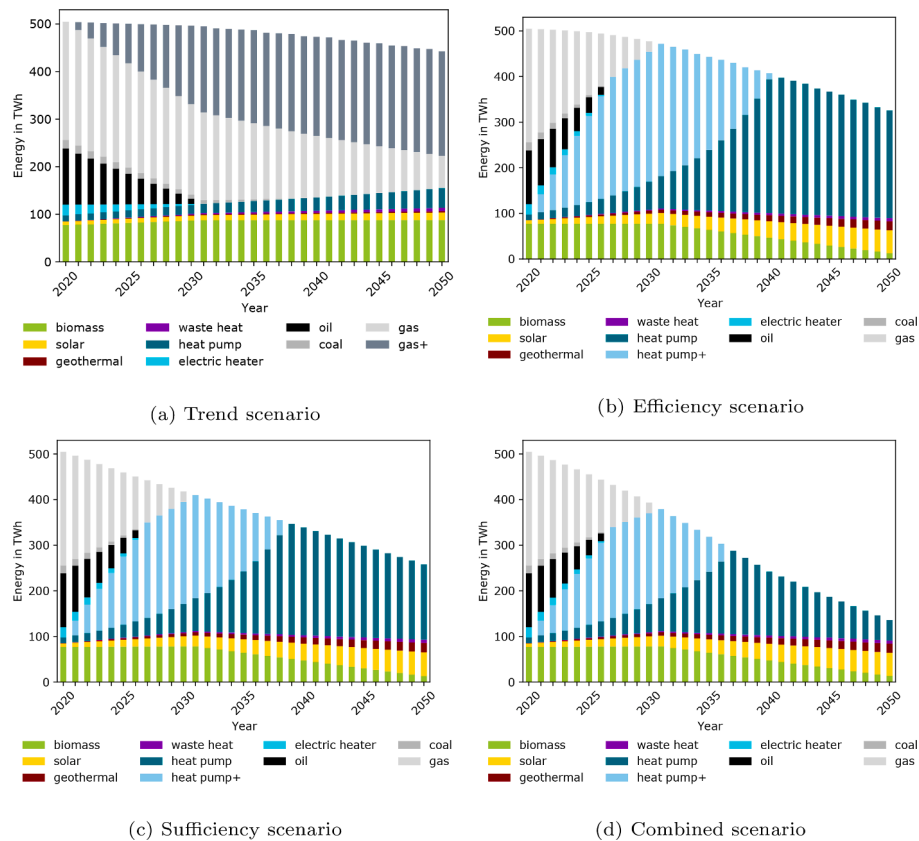 500
400
300
200
100
0
Energy in TWh
2020
2025
2030
2035
2040
2045
2050
Year
biomass
solar
geothermal
waste heat
heat pump
electric heater
oil
coal
gas
gas+
(a) Trend scenario
500
400
300
200
100
0
Energy in TWh
2020
2025
2030
2035
2040
2045
2050
Year
biomass
solar
geothermal
waste heat
heat pump
heat pump+
electric heater
oil
coal
gas
(b) Efficiency scenario
500
400
300
200
100
0
Energy in TWh
2020
2025
2030
2035
2040
2045
2050
Year
biomass
solar
geothermal
waste heat
heat pump
heat pump+
electric heater
oil
coal
gas
(c) Sufficiency scenario
500
400
300
200
100
0
Energy in TWh
2020
2025
2030
2035
2040
2045
2050
Year
biomass
solar
geothermal
waste heat
heat pump
heat pump+
electric heater
oil
coal
gas
(d) Combined scenario